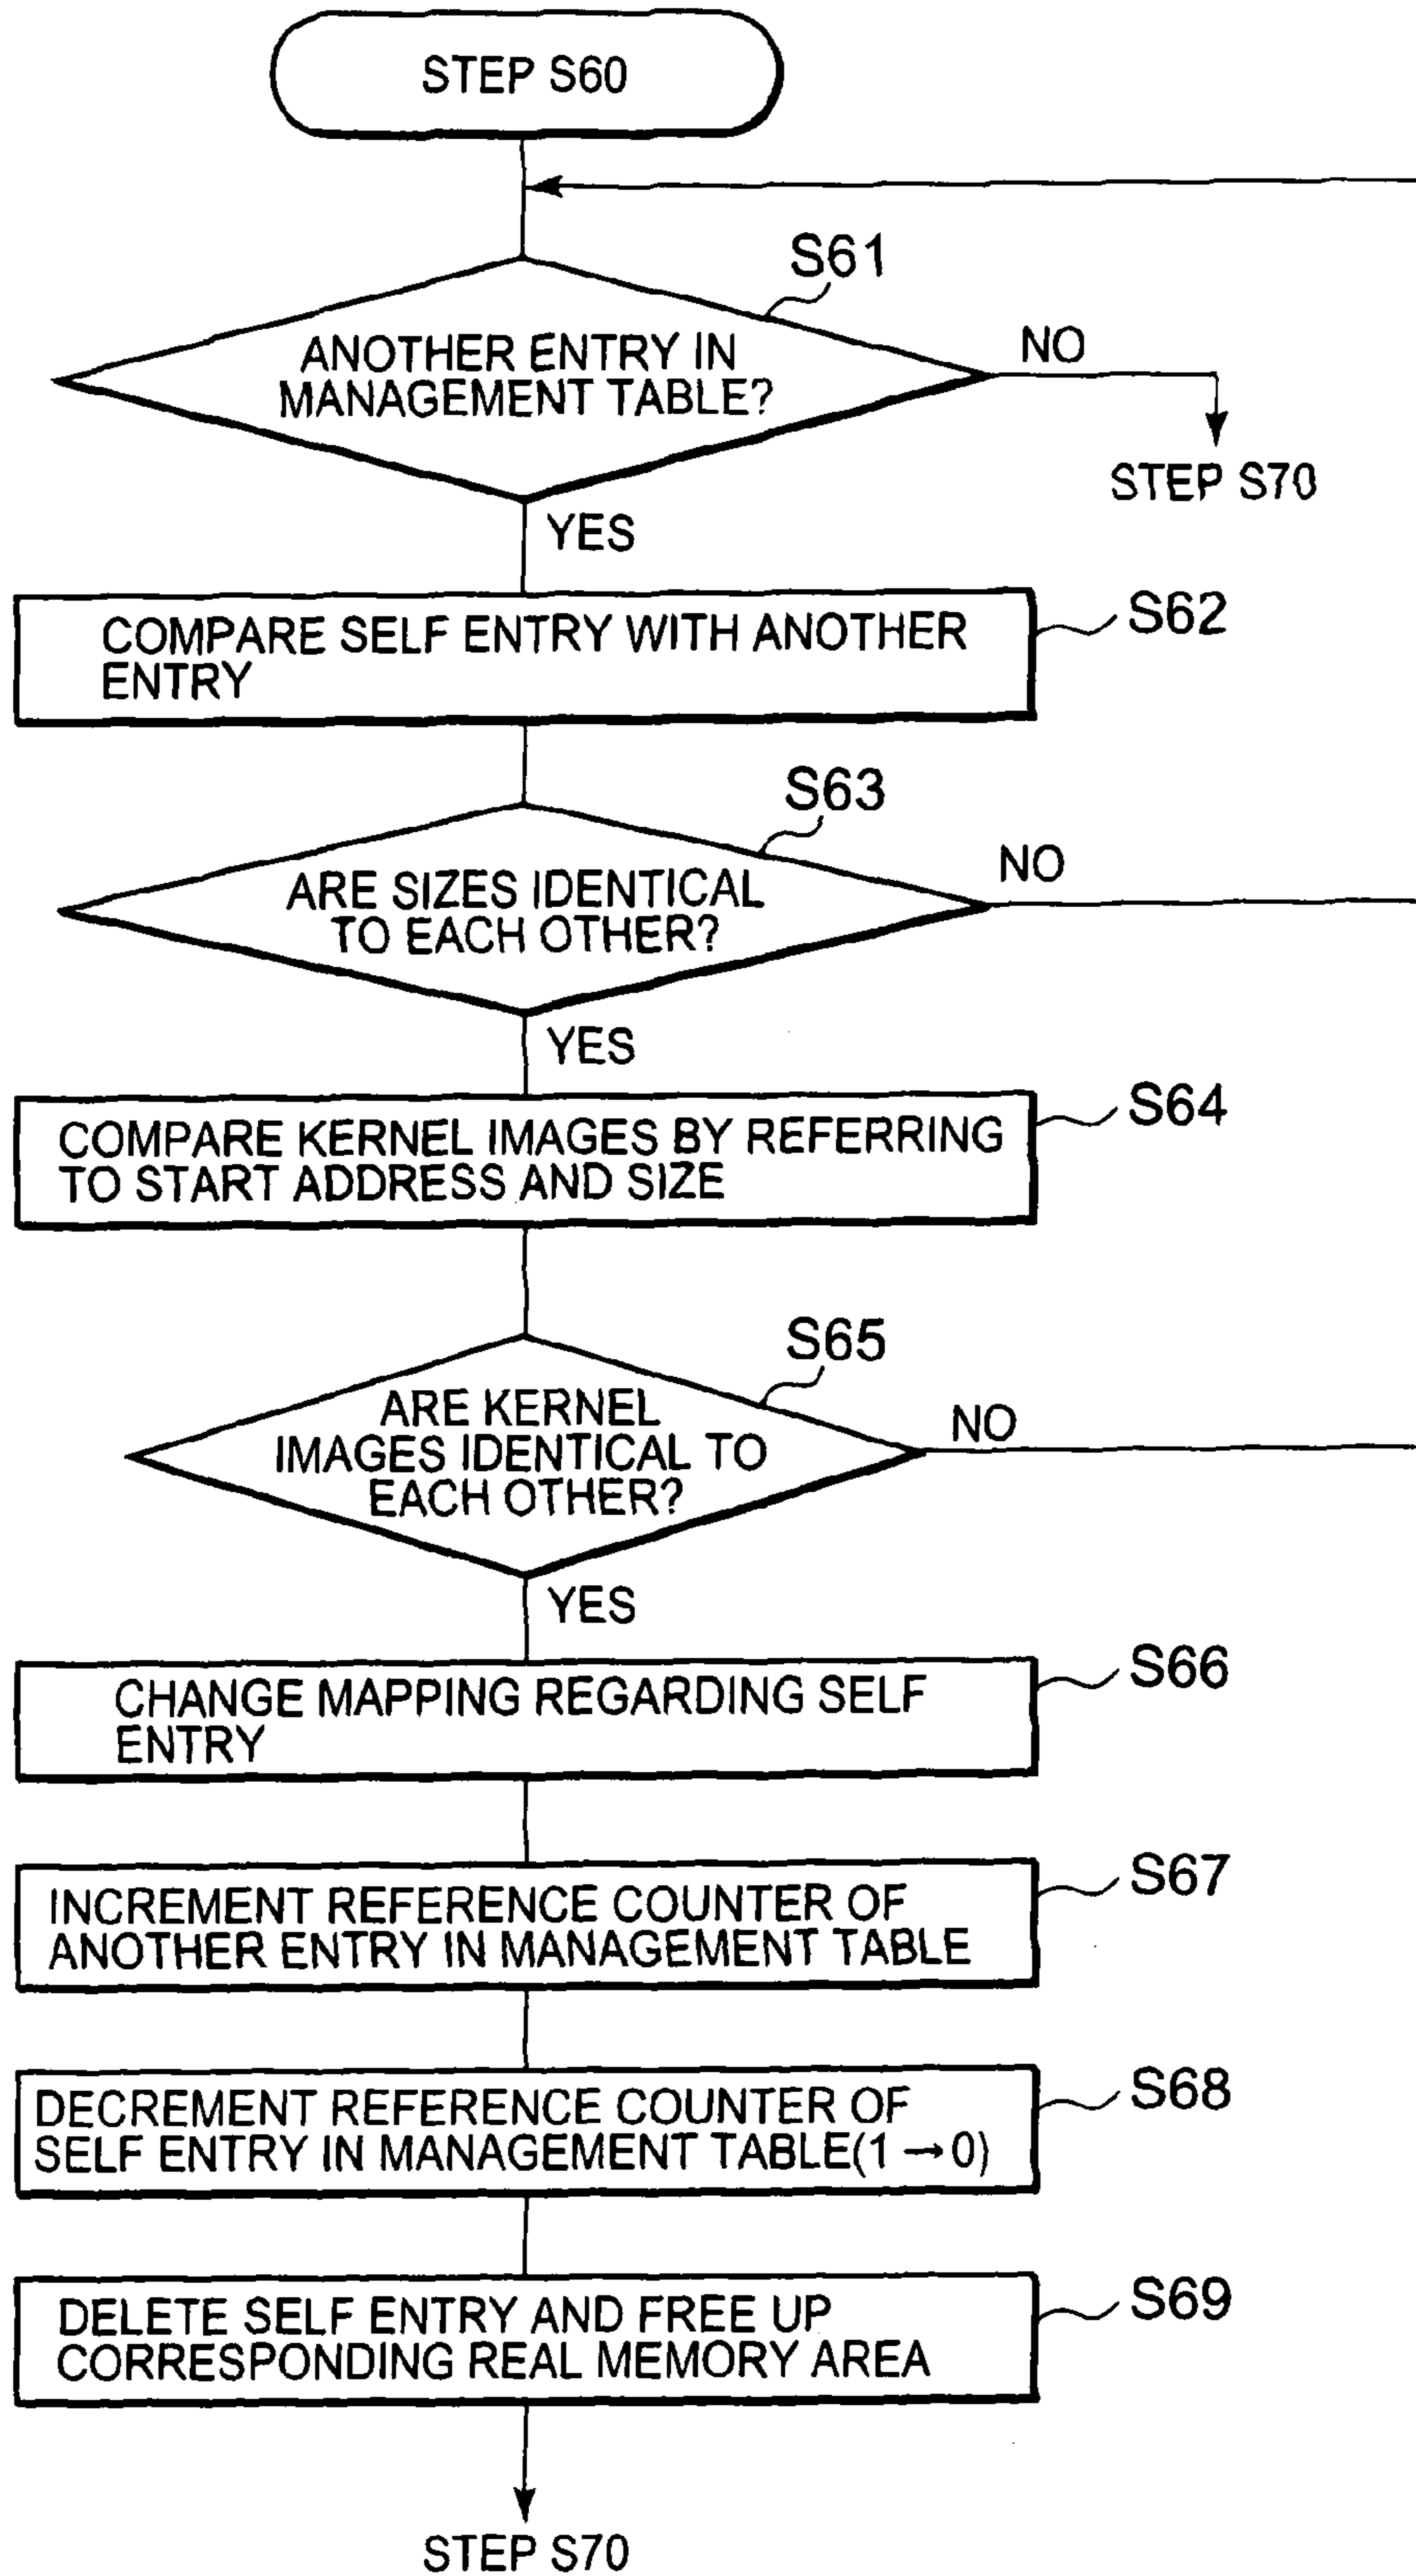 STEP S60
S61
ANOTHER ENTRY IN
MANAGEMENT TABLE?
NO
STEP S70
YES
COMPARE SELF ENTRY WITH ANOTHER
ENTRY
S62
S63
ARE SIZES IDENTICAL
TO EACH OTHER?
NO
YES
COMPARE KERNEL IMAGES BY REFERRING
TO START ADDRESS AND SIZE
S64
S65
ARE KERNEL
IMAGES IDENTICAL TO
EACH OTHER?
NO
YES
CHANGE MAPPING REGARDING SELF
ENTRY
S66
INCREMENT REFERENCE COUNTER OF
ANOTHER ENTRY IN MANAGEMENT TABLE
S67
DECREMENT REFERENCE COUNTER OF
SELF ENTRY IN MANAGEMENT TABLE(1→0)
S68
DELETE SELF ENTRY AND FREE UP
CORRESPONDING REAL MEMORY AREA
S69
STEP S70